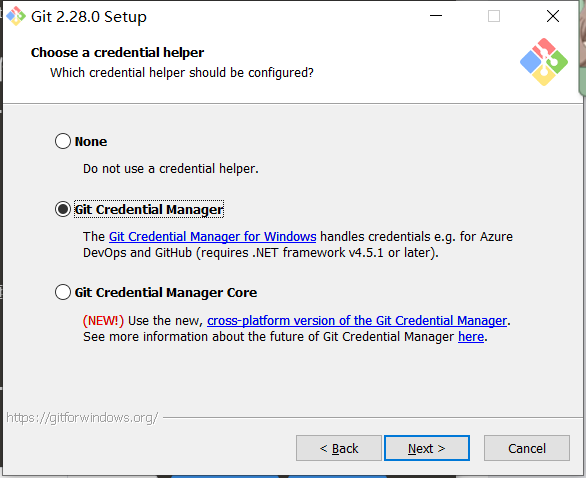 Git 2.28.0 Setup
Choose a credential helper
Which credential helper should be configured?
None
Do not use a credential helper.
Git Credential Manager
The Git Credential Manager for Windows handles credentials e.g. for Azure
DevOps and GitHub (requires .NET framework v4.5.1 or later).
Git Credential Manager Core
(NEW!) Use the new, cross-platform version of the Git Credential Manager.
See more information about the future of Git Credential Manager here.
https://gitforwindows.org/
< Back
Next >
Cancel